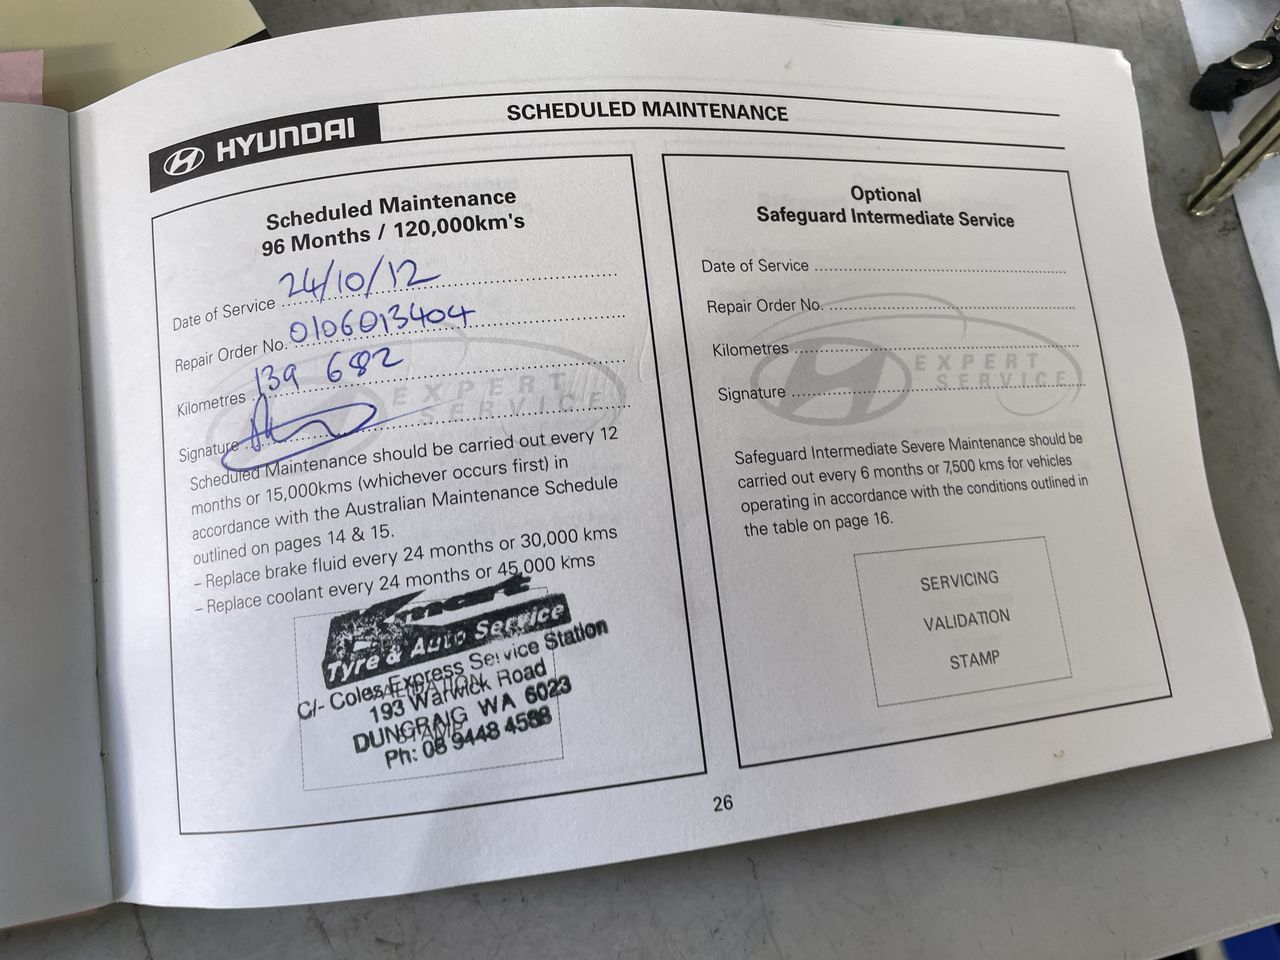 HYUNDAI
SCHEDULED MAINTENANCE
Scheduled Maintenance
96 Months / 120,000km's
Date of Service 24/10/12
Repair Order No. 0106013404
Kilometres 139 682
Signature
EXPERT
SERVICE
Scheduled Maintenance should be carried out every 12
months or 15,000kms (whichever occurs first) in
accordance with the Australian Maintenance Schedule
outlined on pages 14 & 15.
– Replace brake fluid every 24 months or 30,000 kms
– Replace coolant every 24 months or 45,000 kms
Kmart
Tyre & Auto Service
C/- Coles Express Service Station
193 Warwick Road
DUNCRAIG WA 6023
Ph: 08 9448 4588
VALIDATION
STAMP
Optional
Safeguard Intermediate Service
Date of Service
Repair Order No.
Kilometres
Signature
EXPERT
SERVICE
Safeguard Intermediate Severe Maintenance should be
carried out every 6 months or 7,500 kms for vehicles
operating in accordance with the conditions outlined in
the table on page 16.
SERVICING
VALIDATION
STAMP
26